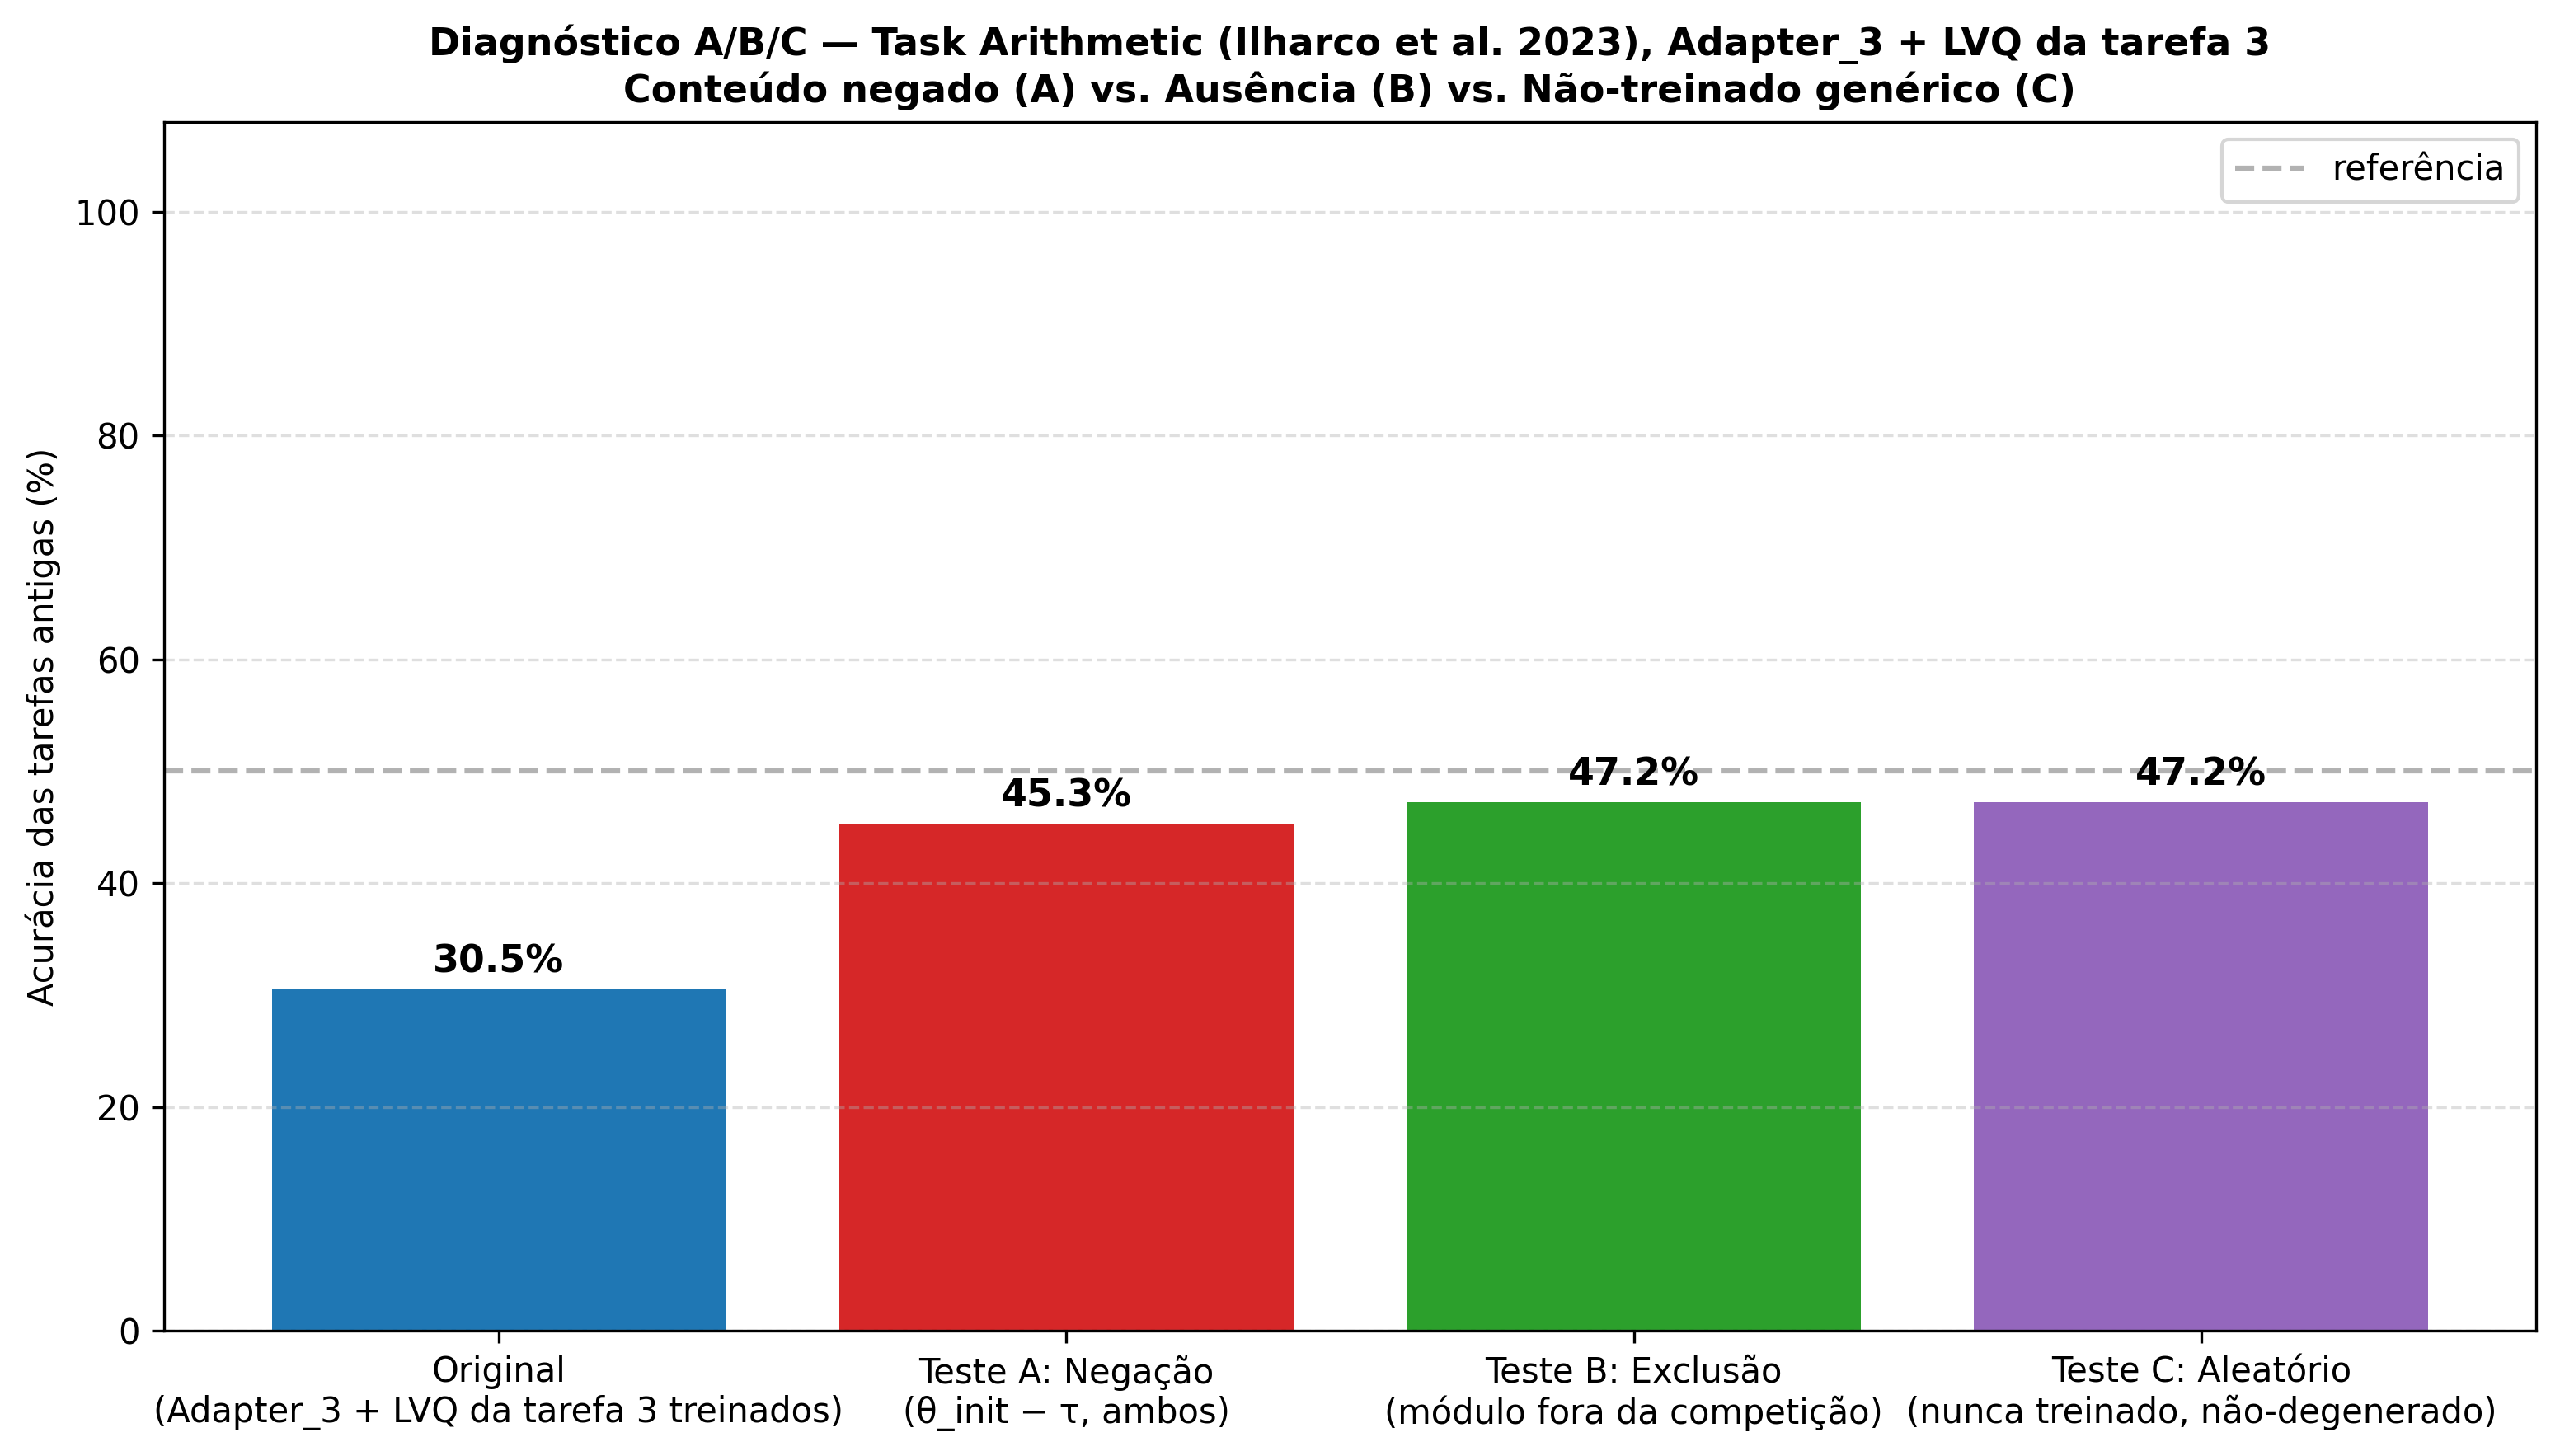 Diagnóstico A/B/C — Task Arithmetic (Ilharco et al. 2023), Adapter_3 + LVQ da tarefa 3
Conteúdo negado (A) vs. Ausência (B) vs. Não-treinado genérico (C)
referência
Acurácia das tarefas antigas (%)
100
80
60
40
20
0
30.5%
45.3%
47.2%
47.2%
Original
(Adapter_3 + LVQ da tarefa 3 treinados)
Teste A: Negação
(θ_init − τ, ambos)
Teste B: Exclusão
(módulo fora da competição)
Teste C: Aleatório
(nunca treinado, não-degenerado)